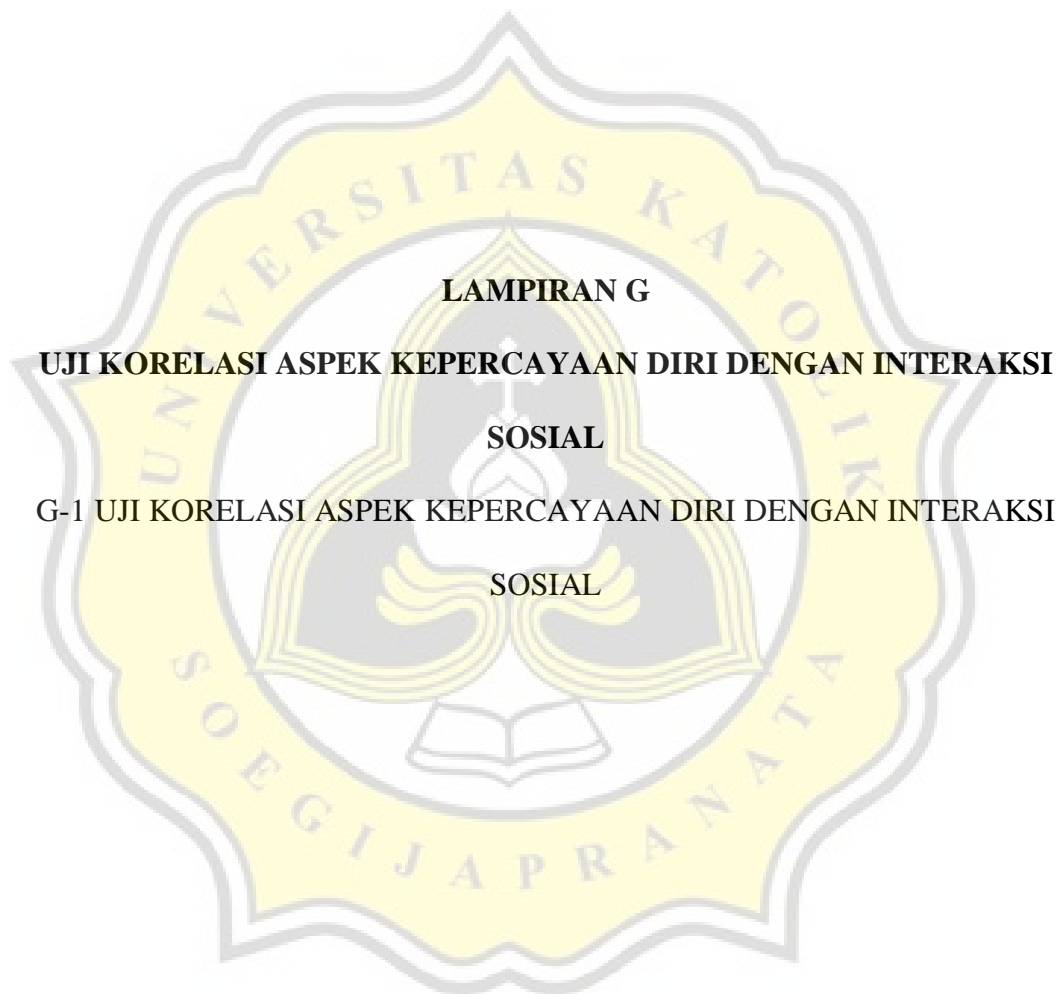 UNIVERSITAS KATOLIK
LAMPIRAN G
UJI KORELASI ASPEK KEPERCAYAAN DIRI DENGAN INTERAKSI
SOSIAL
G-1 UJI KORELASI ASPEK KEPERCAYAAN DIRI DENGAN INTERAKSI
SOSIAL
SOEGIJAPRANATA